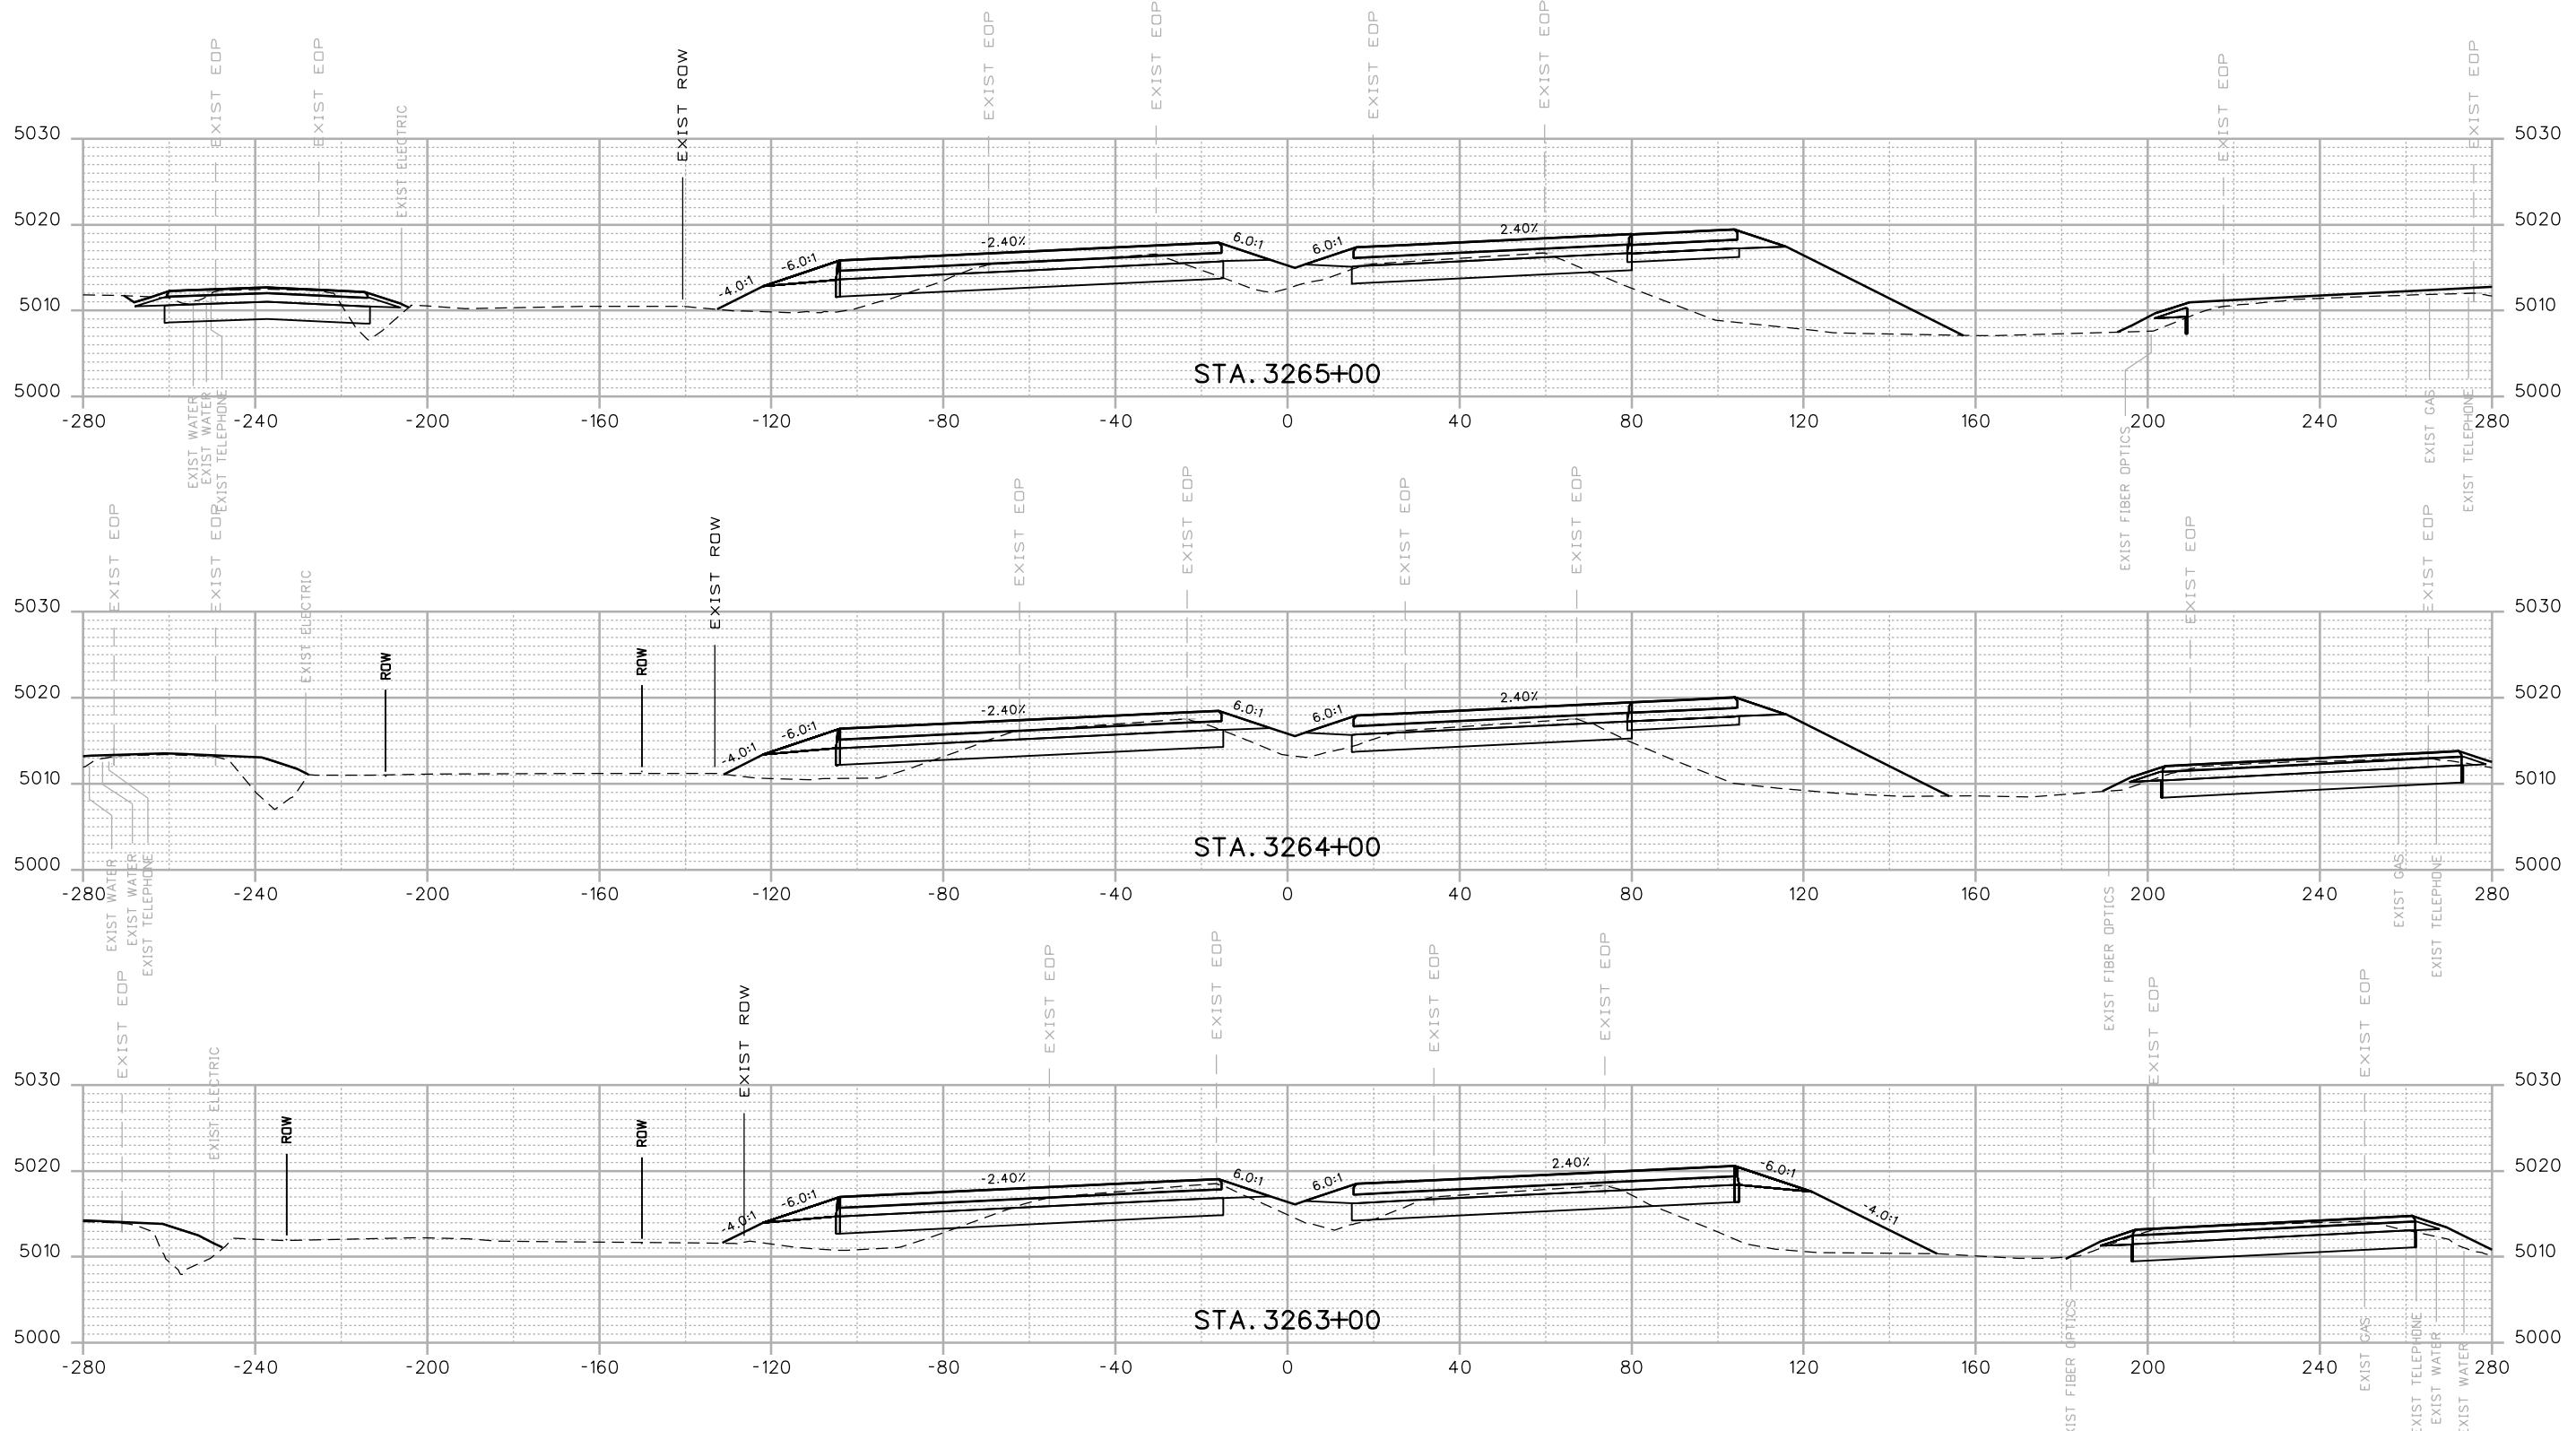 EXIST EOP EXIST EOP EXIST ELECTRIC EXIST ROW EXIST EOP EXIST EOP EXIST EOP EXIST EOP EXIST EOP EXIST EOP
5030 5030
5020 5020
-4.0:1 -6.0:1 -2.40% 6.0:1 6.0:1 2.40%
5010 5010
STA. 3265+00
5000 5000
-280 -240 -200 -160 -120 -80 -40 0 40 80 120 160 200 240 280
EXIST WATER EXIST WATER EXIST TELEPHONE EXIST FIBER OPTICS EXIST GAS EXIST TELEPHONE
EXIST EOP EXIST EOP EXIST ELECTRIC ROW ROW EXIST ROW EXIST EOP EXIST EOP EXIST EOP EXIST EOP EXIST EOP EXIST EOP
5030 5030
5020 5020
-4.0:1 -6.0:1 -2.40% 6.0:1 6.0:1 2.40%
5010 5010
STA. 3264+00
5000 5000
-280 -240 -200 -160 -120 -80 -40 0 40 80 120 160 200 240 280
EXIST WATER EXIST WATER EXIST TELEPHONE EXIST FIBER OPTICS EXIST GAS EXIST TELEPHONE
EXIST EOP EXIST ELECTRIC ROW ROW EXIST ROW EXIST EOP EXIST EOP EXIST EOP EXIST EOP EXIST EOP EXIST EOP
5030 5030
5020 5020
-4.0:1 -6.0:1 -2.40% 6.0:1 6.0:1 2.40% -6.0:1 -4.0:1
5010 5010
STA. 3263+00
5000 5000
-280 -240 -200 -160 -120 -80 -40 0 40 80 120 160 200 240 280
XIST FIBER OPTICS EXIST GAS EXIST TELEPHONE EXIST WATER EXIST WATER